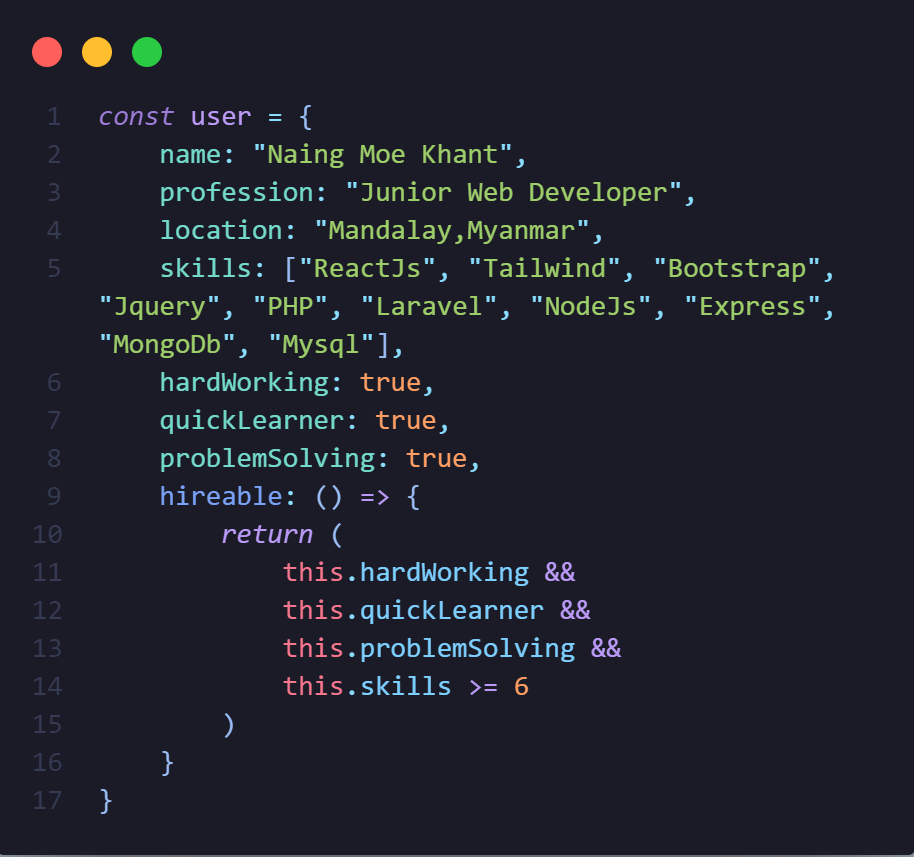 1 const user = {
2     name: "Naing Moe Khant",
3     profession: "Junior Web Developer",
4     location: "Mandalay,Myanmar",
5     skills: ["ReactJs", "Tailwind", "Bootstrap",
"Jquery", "PHP", "Laravel", "NodeJs", "Express",
"MongoDb", "Mysql"],
6     hardWorking: true,
7     quickLearner: true,
8     problemSolving: true,
9     hireable: () => {
10         return (
11             this.hardWorking &&
12             this.quickLearner &&
13             this.problemSolving &&
14             this.skills >= 6
15         )
16     }
17 }